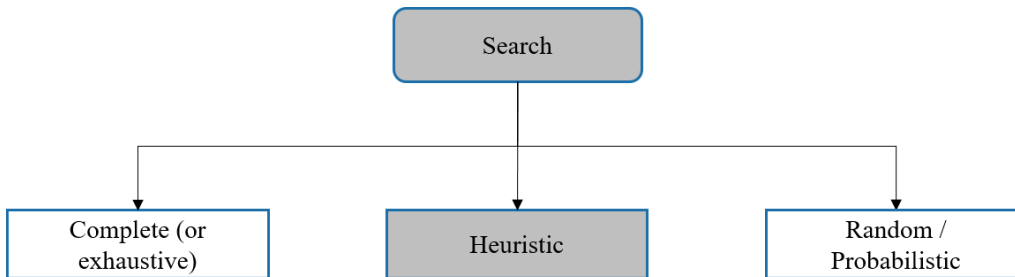 Search
Complete (or
exhaustive)
Heuristic
Random /
Probabilistic